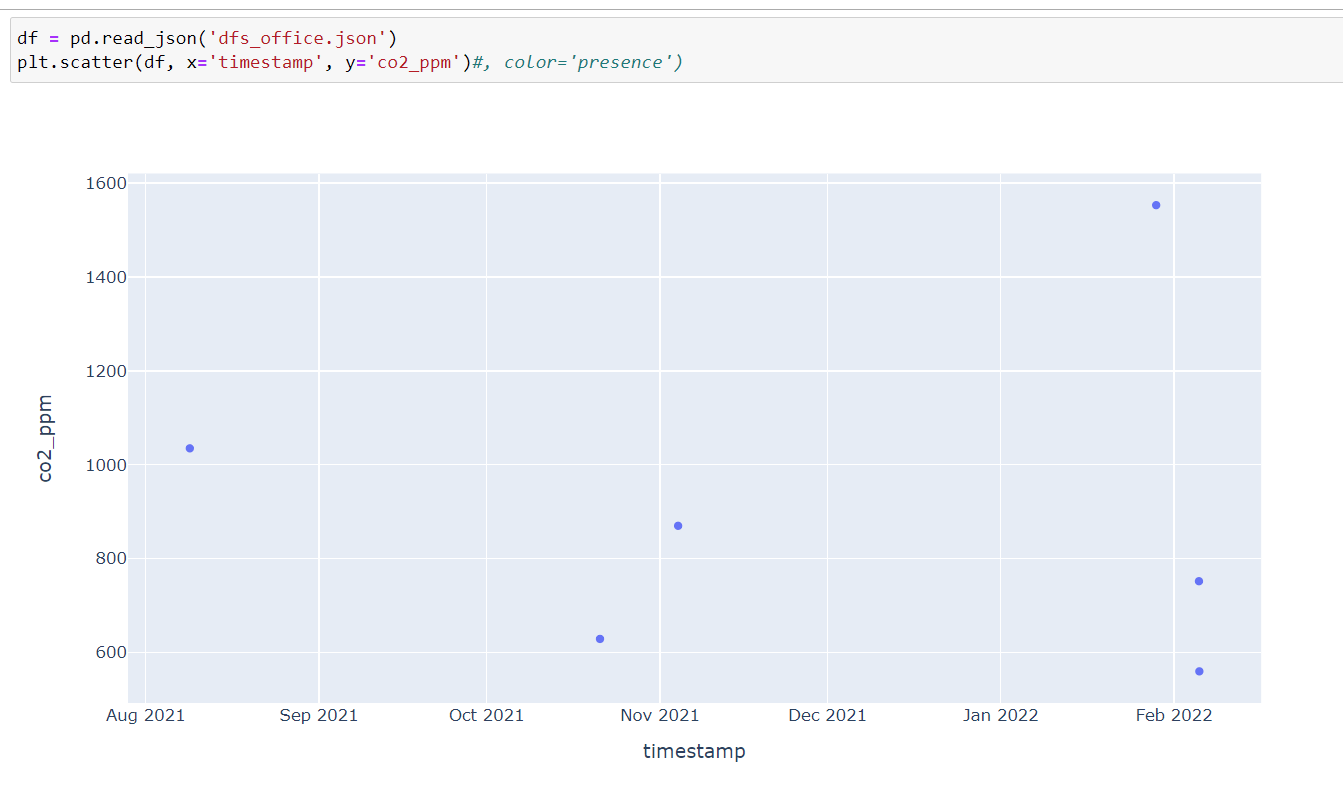 df = pd.read_json('dfs_office.json')
plt.scatter(df, x='timestamp', y='co2_ppm')#, color='presence')
1600
1400
1200
1000
800
600
co2_ppm
Aug 2021 Sep 2021 Oct 2021 Nov 2021 Dec 2021 Jan 2022 Feb 2022
timestamp